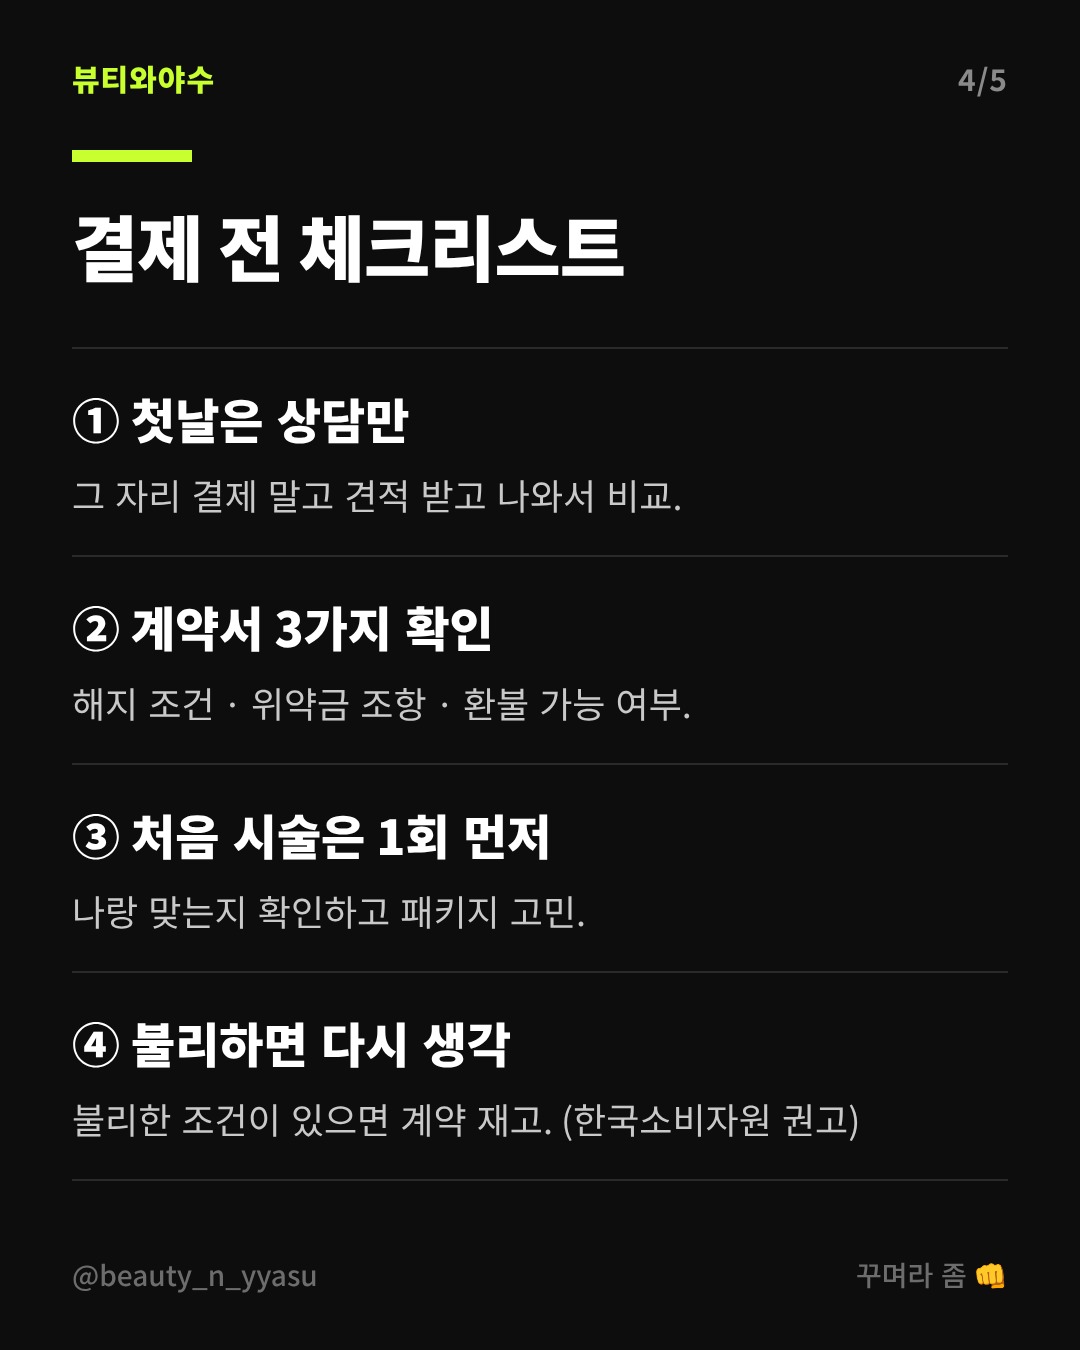 뷰티와야수
4/5
결제 전 체크리스트
① 첫날은 상담만
그 자리 결제 말고 견적 받고 나와서 비교.
② 계약서 3가지 확인
해지 조건 · 위약금 조항 · 환불 가능 여부.
③ 처음 시술은 1회 먼저
나랑 맞는지 확인하고 패키지 고민.
④ 불리하면 다시 생각
불리한 조건이 있으면 계약 재고. (한국소비자원 권고)
@beauty_n_yyasu
꾸며라 좀 👊